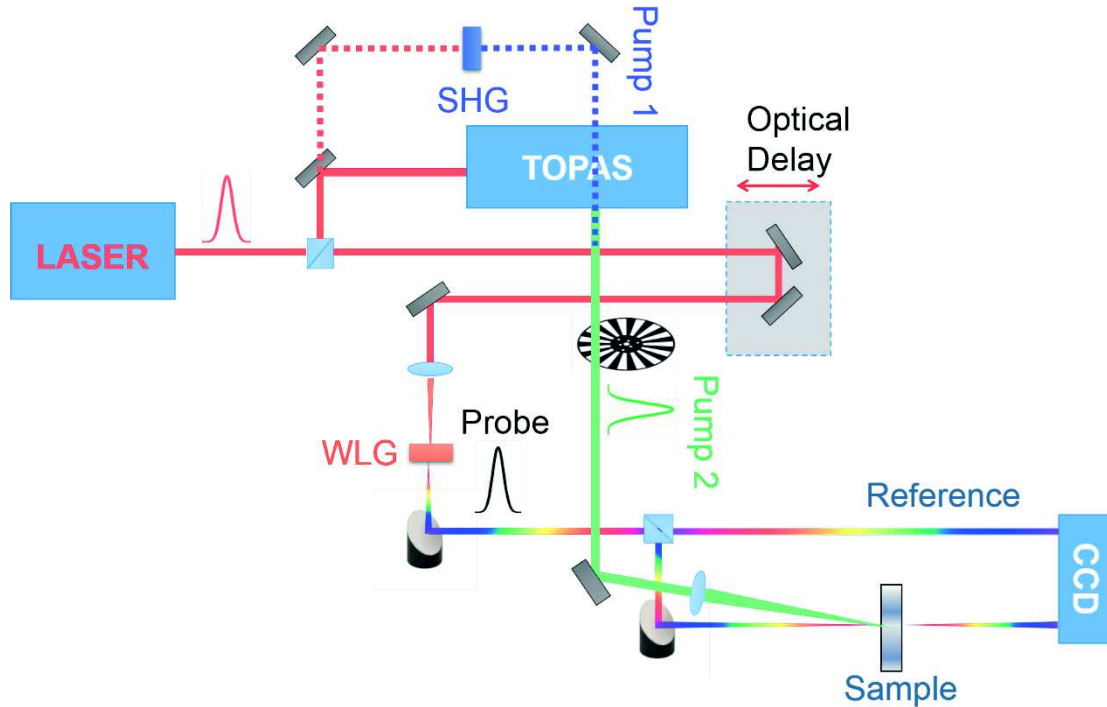 Pump 1
SHG
Optical
Delay
TOPAS
LASER
Pump 2
Probe
WLG
Reference
CCD
Sample